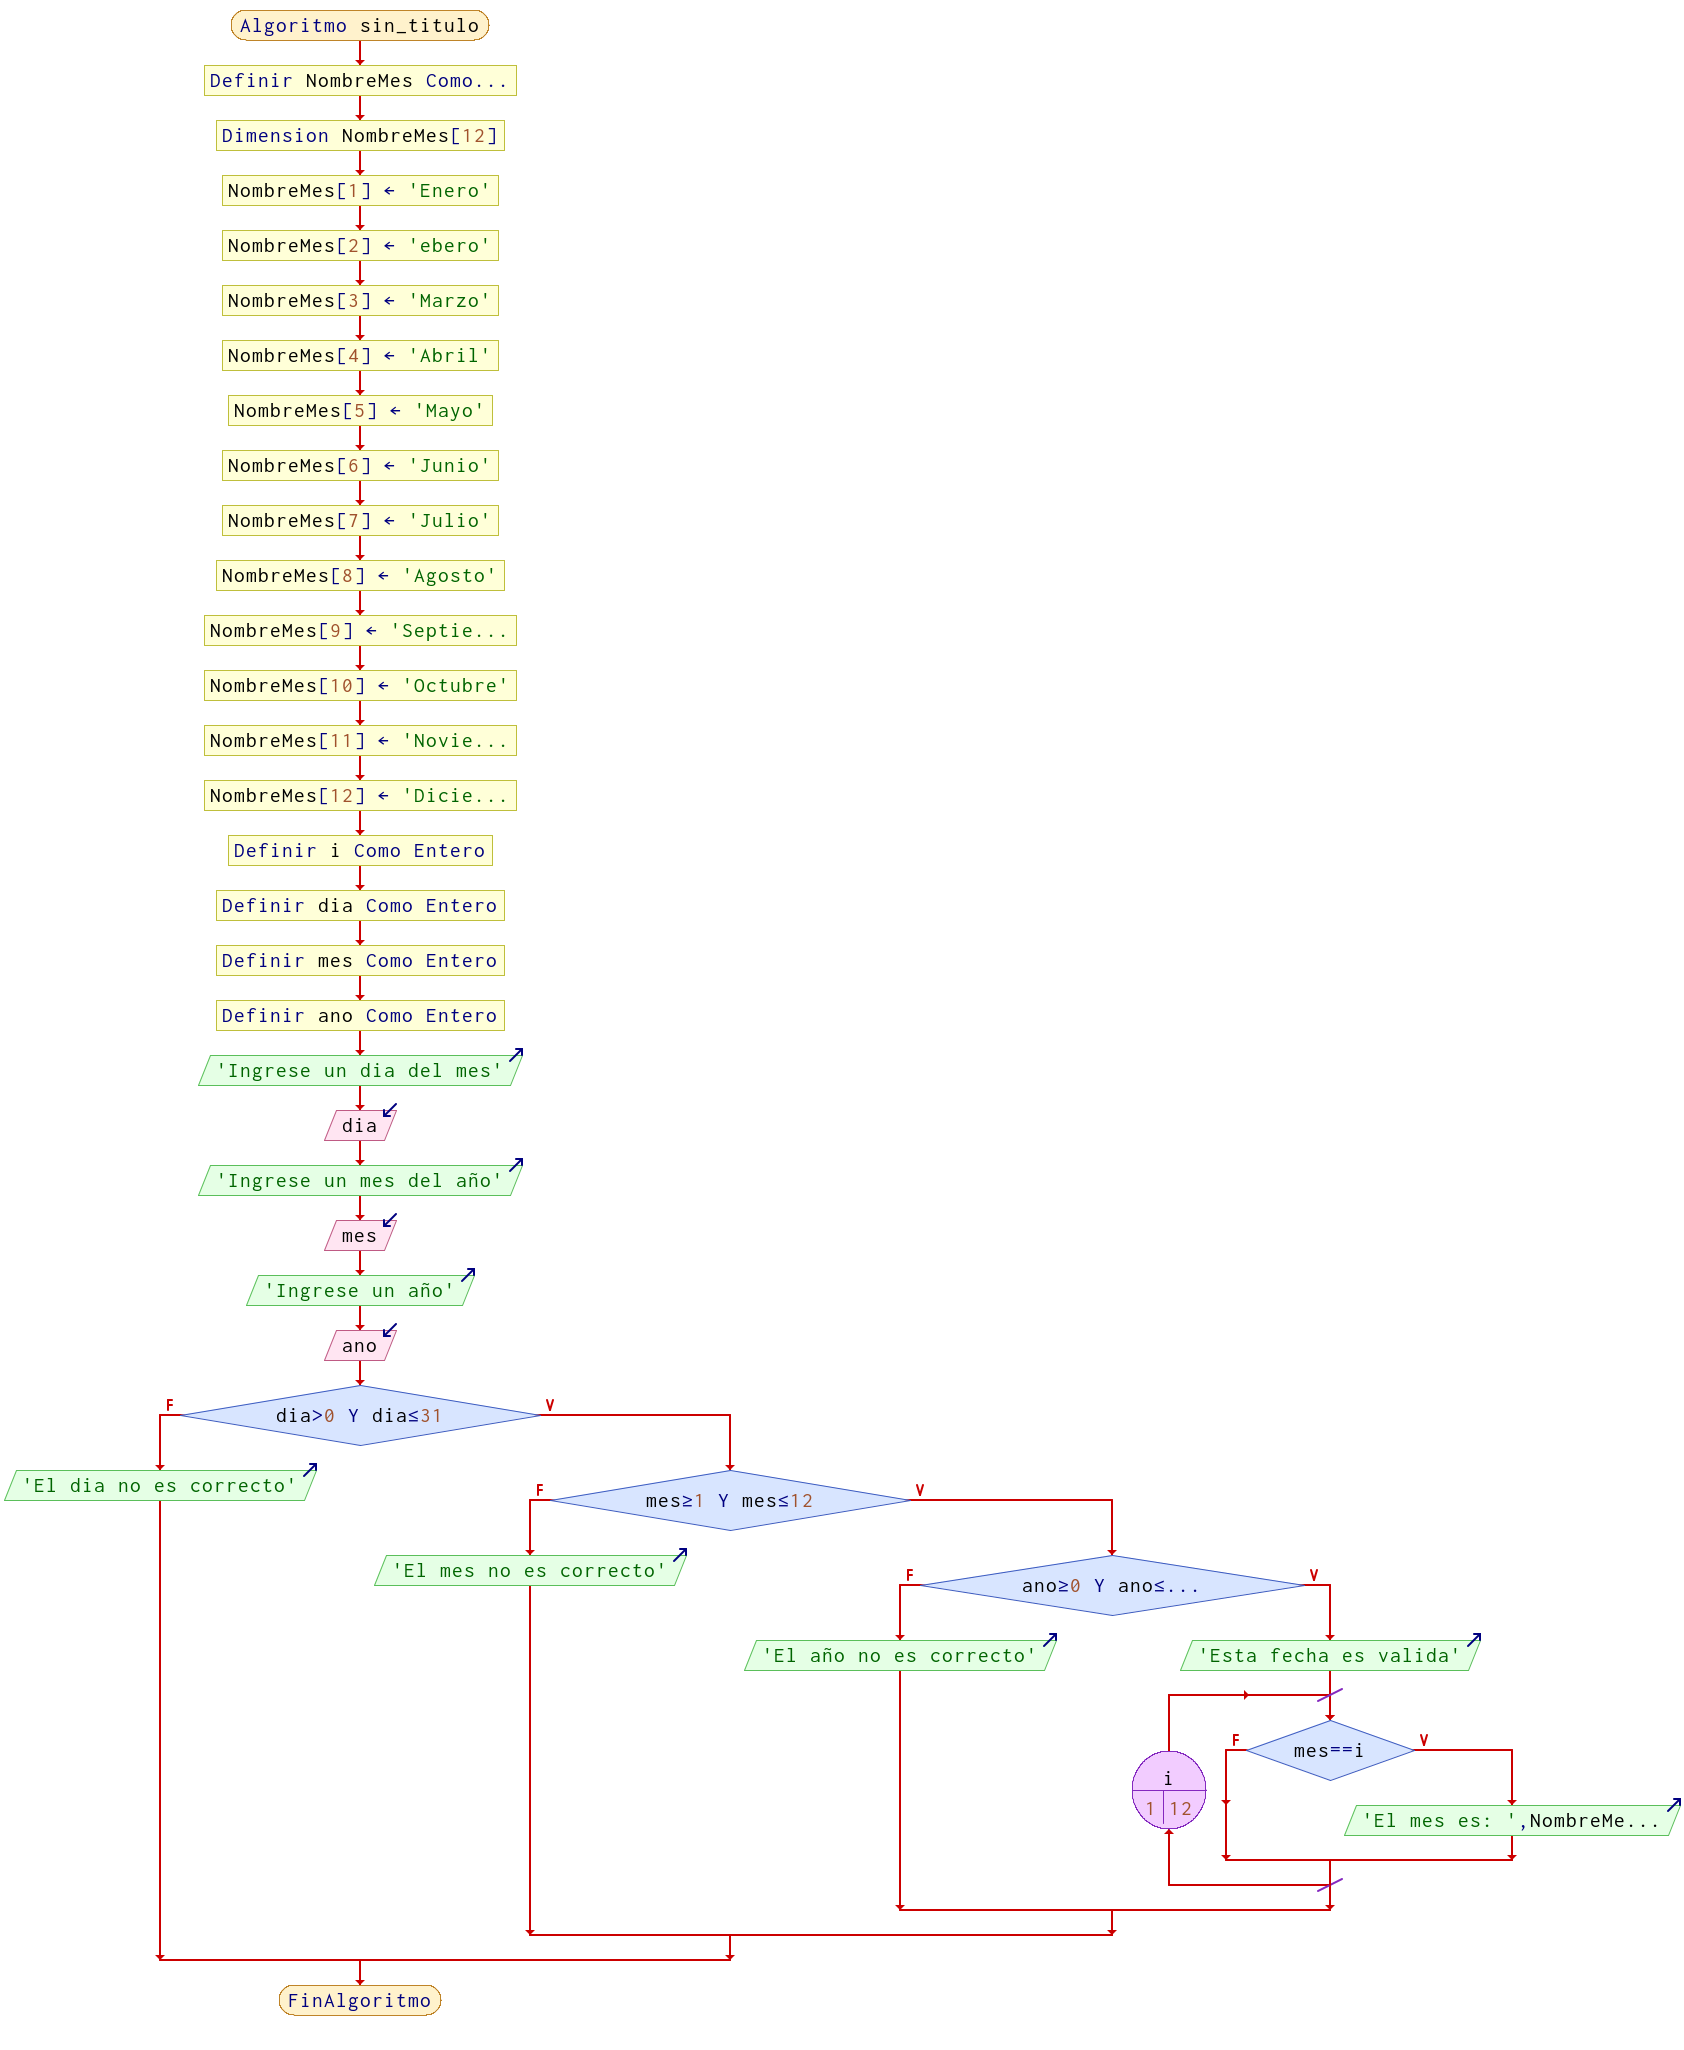 Algoritmo sin_titulo
Definir NombreMes Como...
Dimension NombreMes[12]
NombreMes[1] ← 'Enero'
NombreMes[2] ← 'ebero'
NombreMes[3] ← 'Marzo'
NombreMes[4] ← 'Abril'
NombreMes[5] ← 'Mayo'
NombreMes[6] ← 'Junio'
NombreMes[7] ← 'Julio'
NombreMes[8] ← 'Agosto'
NombreMes[9] ← 'Septie...
NombreMes[10] ← 'Octubre'
NombreMes[11] ← 'Novie...
NombreMes[12] ← 'Dicie...
Definir i Como Entero
Definir dia Como Entero
Definir mes Como Entero
Definir ano Como Entero
'Ingrese un dia del mes'
dia
'Ingrese un mes del año'
mes
'Ingrese un año'
ano
F
dia>0 Y dia≤31
V
'El dia no es correcto'
F
mes≥1 Y mes≤12
V
'El mes no es correcto'
F
ano≥0 Y ano≤...
V
'El año no es correcto'
'Esta fecha es valida'
F
mes==i
V
i
1 12
'El mes es: ',NombreMe...
FinAlgoritmo